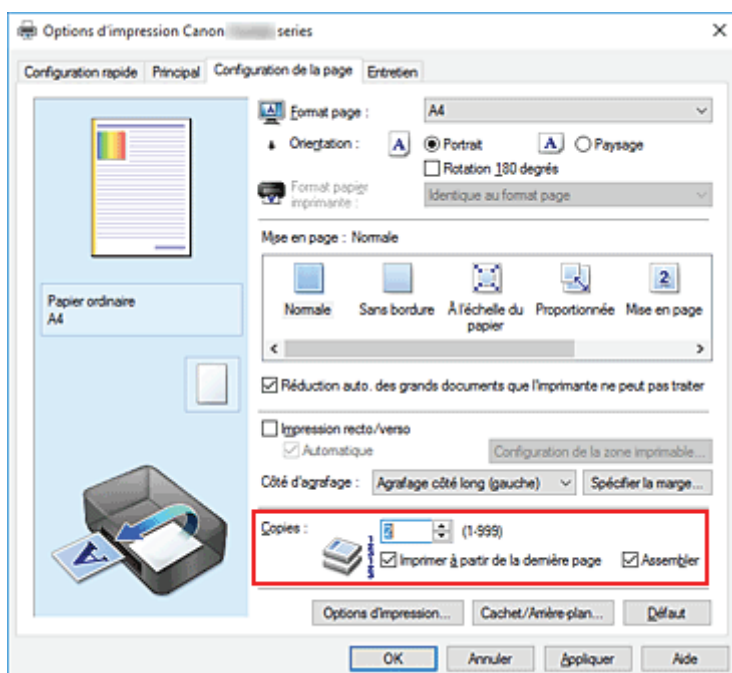 Options d'impression Canon series
Configuration rapide Principal Configuration de la page Entretien
Format page : A4
Orientation : A Portrait A Paysage
Rotation 180 degrés
Format papier imprimante : Identique au format page
Mise en page : Normale
Normale Sans bordure À l'échelle du papier Proportionnée Mise en page
2
Papier ordinaire
A4
Réduction auto. des grands documents que l'imprimante ne peut pas traiter
Impression recto/verso
Automatique Configuration de la zone imprimable...
Côté d'agrafage : Agrafage côté long (gauche) Spécifier la marge...
Copies : 2 (1-999)
Imprimer à partir de la dernière page Assembler
A
Options d'impression... Cachet/Arrière-plan... Défaut
OK Annuler Appliquer Aide